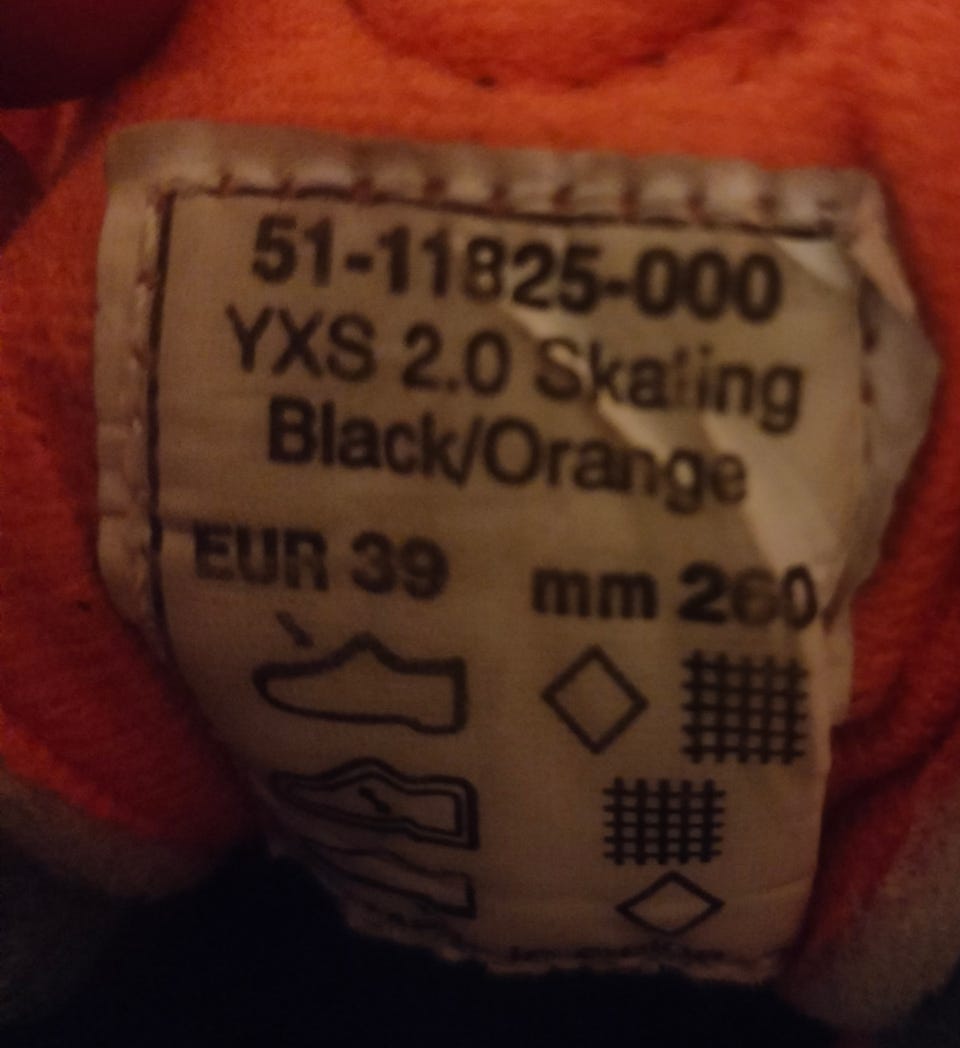 51-11825-000
YXS 2.0 Skating
Black/Orange
EUR 39 mm 260